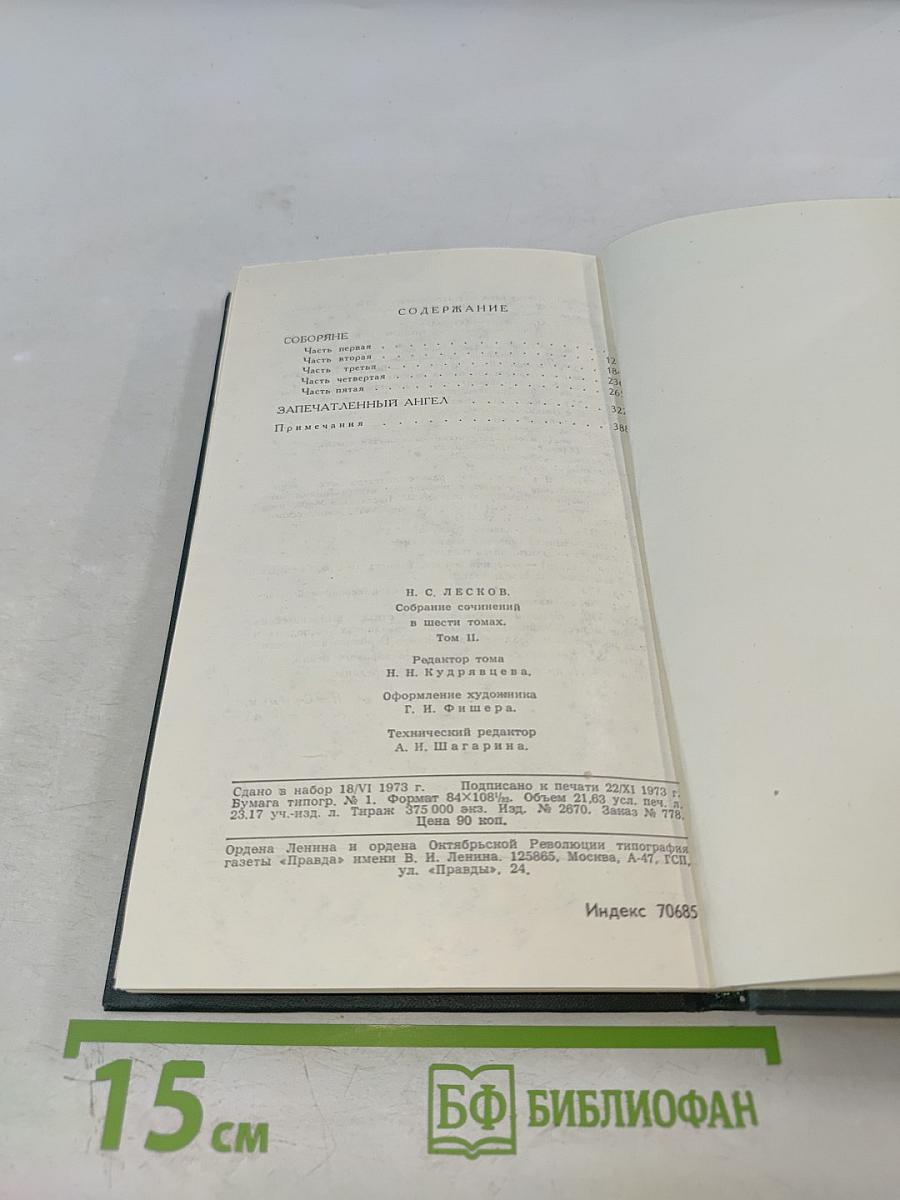 СОДЕРЖАНИЕ
СОБОРЯНЕ
Часть первая
Часть вторая
Часть третья
Часть четвертая
Часть пятая
ЗАПЕЧАТЛЕННЫЙ АНГЕЛ
Примечания
Н. С. ЛЕСКОВ.
Собрание сочинений
в шести томах.
Том II.
Редактор тома
Н. Н. Кудрявцева.
Оформление художника
Г. И. Фишера.
Технический редактор
А. И. Шагарина.
Сдано в набор 18/VI 1973 г. Подписано к печати 22/XI 1973 г.
Бумага типогр. № 1. Формат 84×108¹/₃₂. Объем 21,63 усл. печ. л.
23.17 уч.-изд. л. Тираж 375 000 экз. Изд. № 2670. Заказ № 778.
Цена 90 коп.
Ордена Ленина и ордена Октябрьской Революции типография
газеты «Правда» имени В. И. Ленина. 125865, Москва, А-47, ГСП,
ул. «Правды», 24.
Индекс 70685
15 см
БФ БИБЛИОФАН